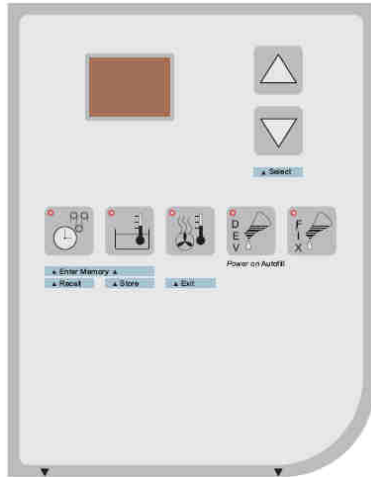 ▲ Select
D E V
F I X
Power on Autofill
▲ Enter Memory ▲
▲ Recall
▲ Store
▲ Exit